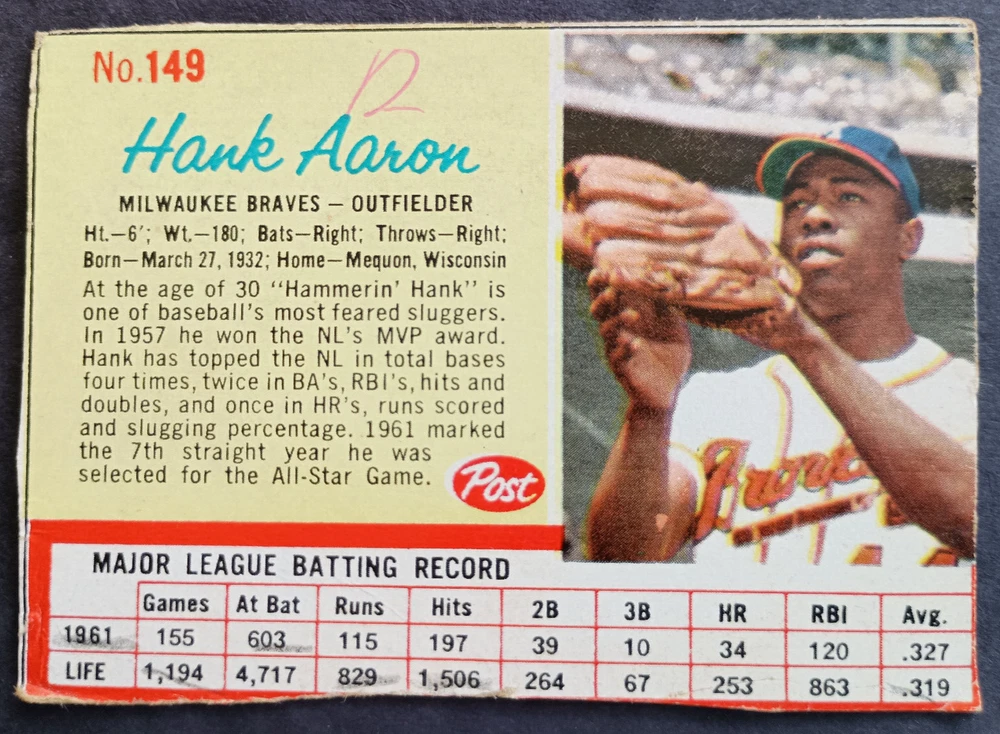 No.149
Hank Aaron
MILWAUKEE BRAVES – OUTFIELDER
Ht.–6'; Wt.–180; Bats–Right; Throws–Right;
Born–March 27, 1932; Home–Mequon, Wisconsin
At the age of 30 "Hammerin' Hank" is
one of baseball's most feared sluggers.
In 1957 he won the NL's MVP award.
Hank has topped the NL in total bases
four times, twice in BA's, RBI's, hits and
doubles, and once in HR's, runs scored
and slugging percentage. 1961 marked
the 7th straight year he was
selected for the All-Star Game.
Post
MAJOR LEAGUE BATTING RECORD
Games At Bat Runs Hits 2B 3B HR RBI Avg.
1961 155 603 115 197 39 10 34 120 .327
LIFE 1,194 4,717 829 1,506 264 67 253 863 .319